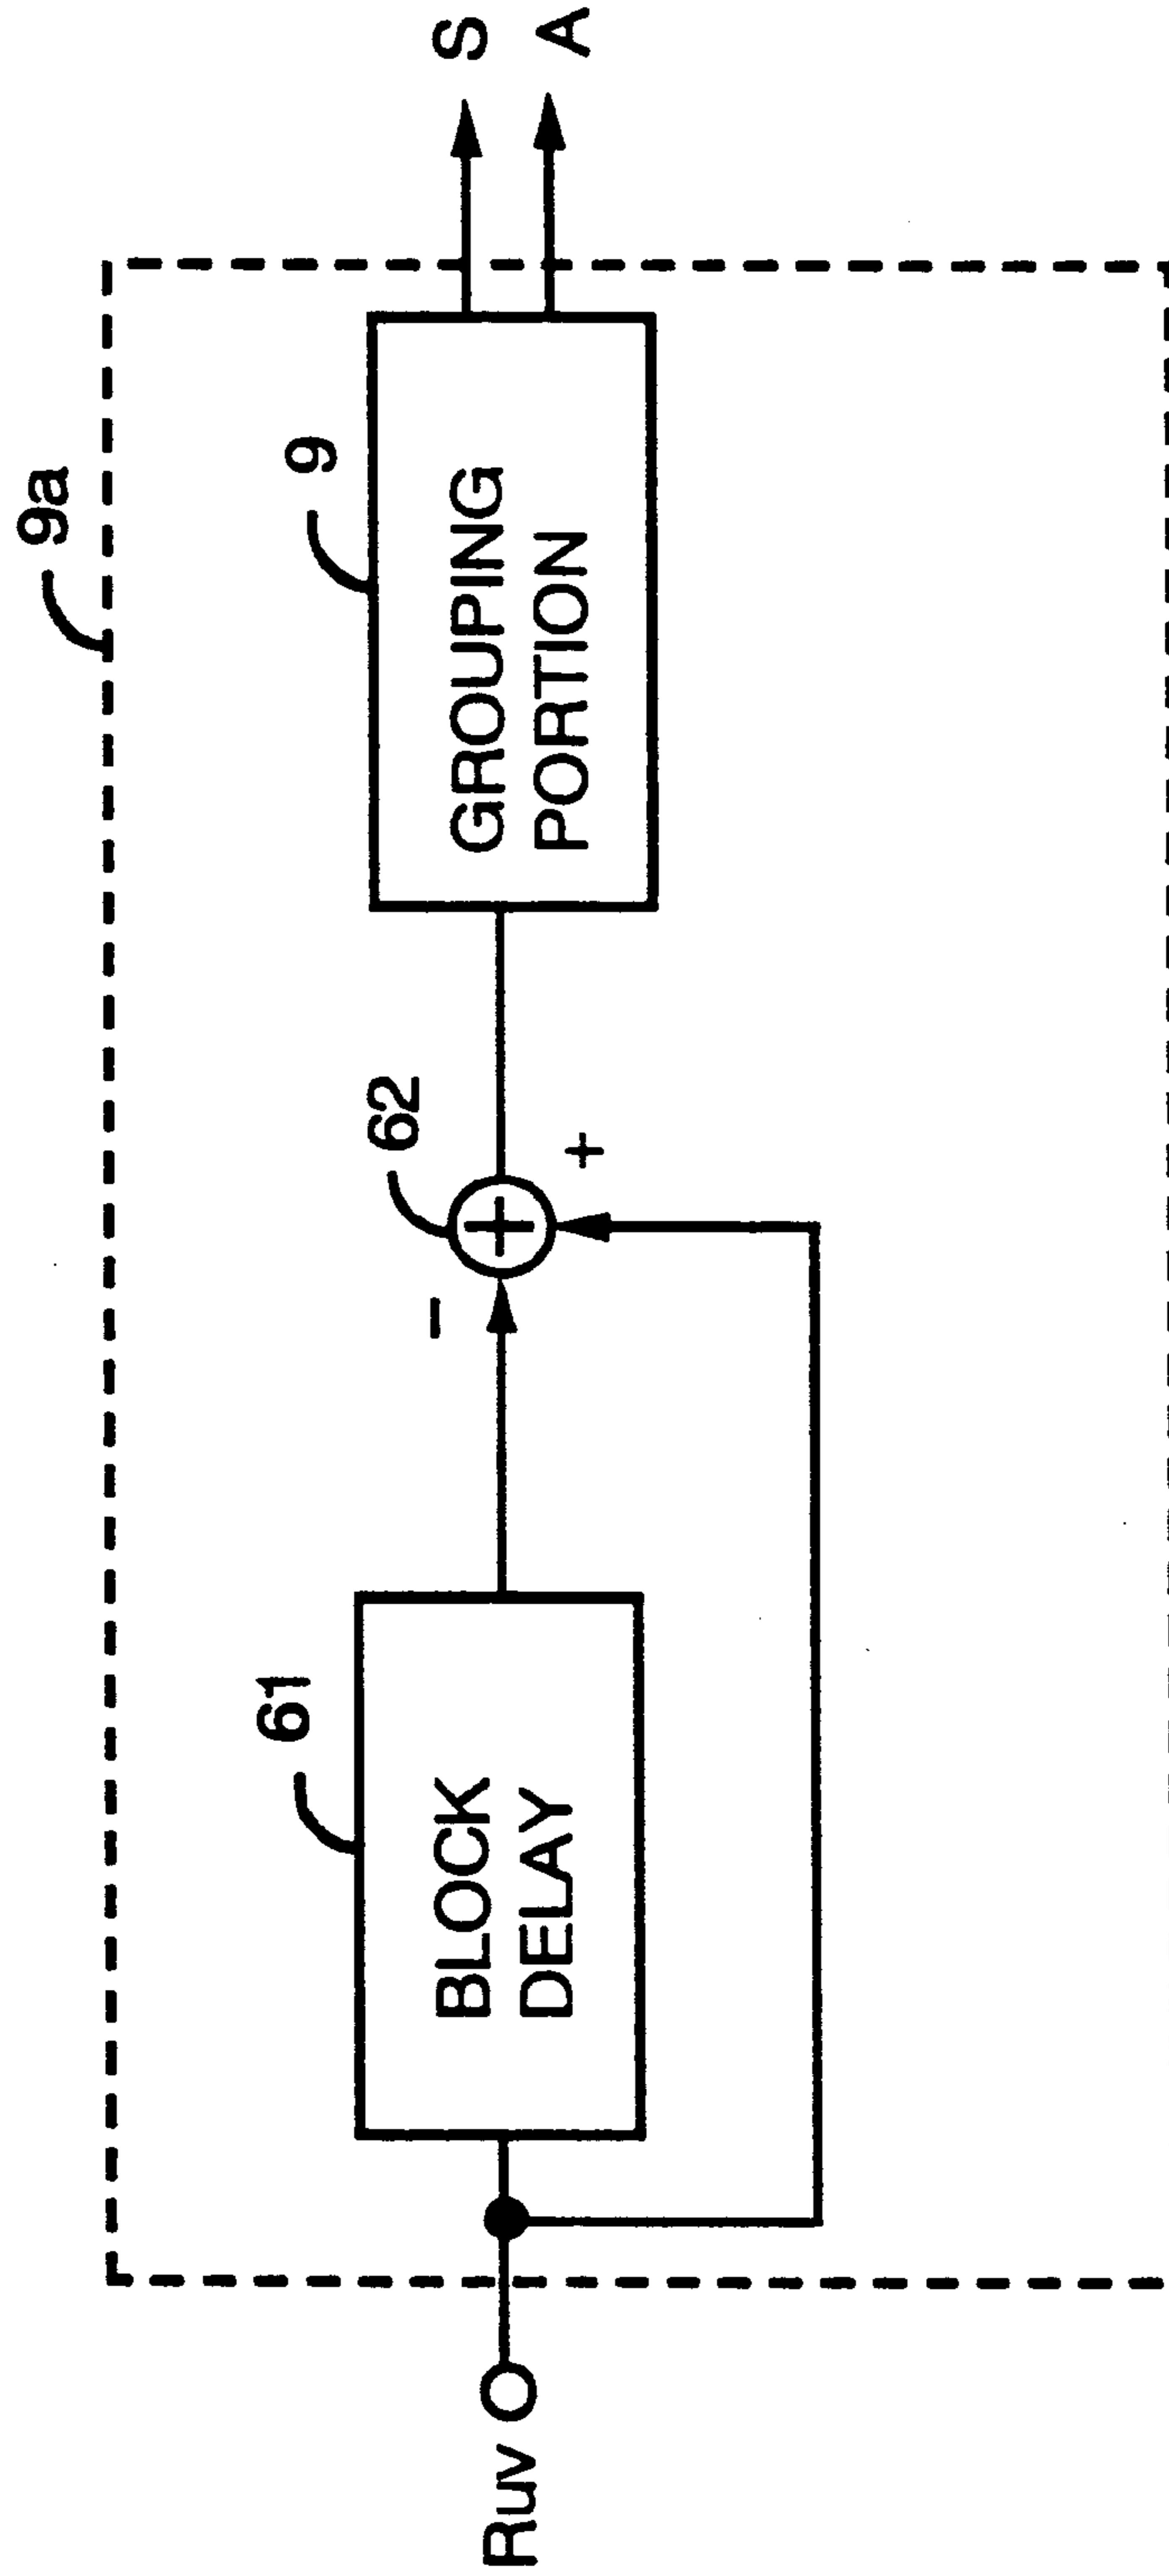 9a
61
62
9
Ruv
BLOCK
DELAY
−
+
GROUPING
PORTION
S
A